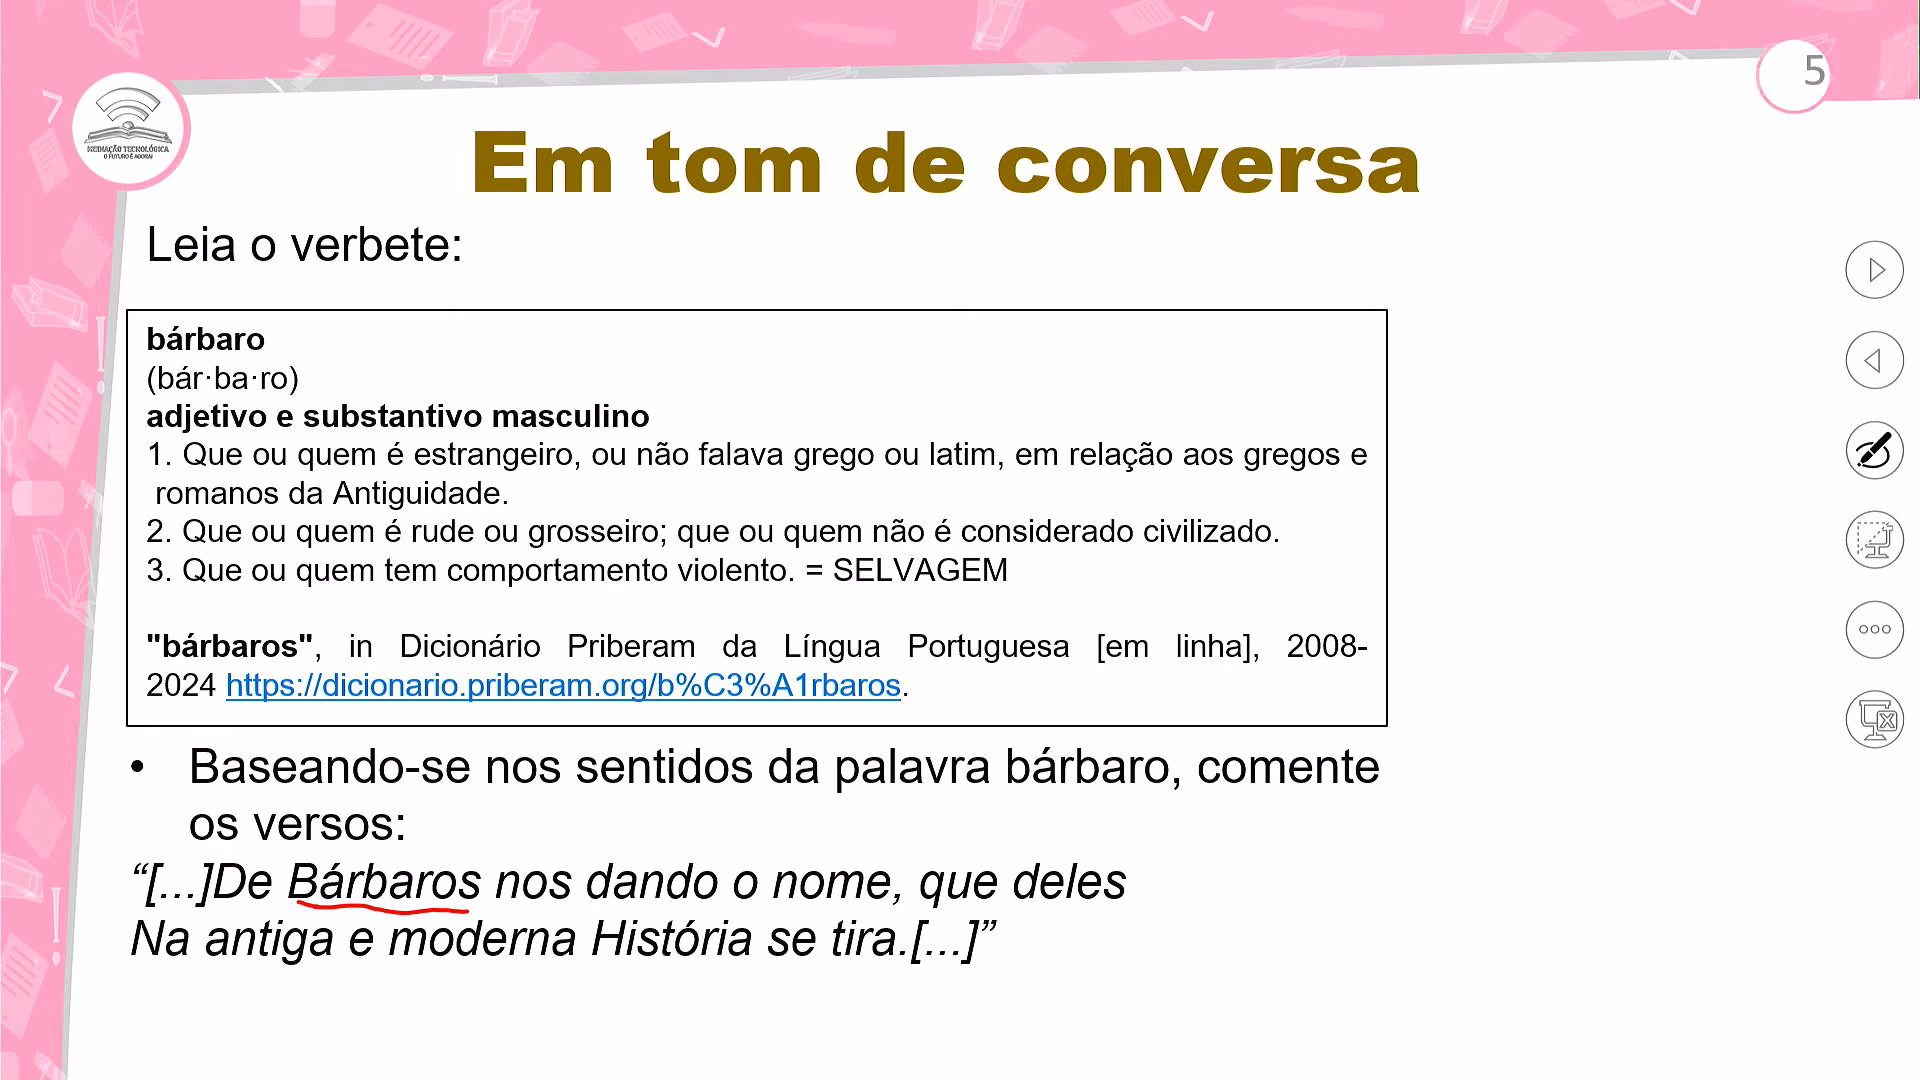 5
MEDIAÇÃO TECNOLÓGICA
O FUTURO É AGORA!
Em tom de conversa
Leia o verbete:
bárbaro
(bár·ba·ro)
adjetivo e substantivo masculino
1. Que ou quem é estrangeiro, ou não falava grego ou latim, em relação aos gregos e
romanos da Antiguidade.
2. Que ou quem é rude ou grosseiro; que ou quem não é considerado civilizado.
3. Que ou quem tem comportamento violento. = SELVAGEM
"bárbaros", in Dicionário Priberam da Língua Portuguesa [em linha], 2008-
2024 https://dicionario.priberam.org/b%C3%A1rbaros.
• Baseando-se nos sentidos da palavra bárbaro, comente
os versos:
“[...]De Bárbaros nos dando o nome, que deles
Na antiga e moderna História se tira.[...]”